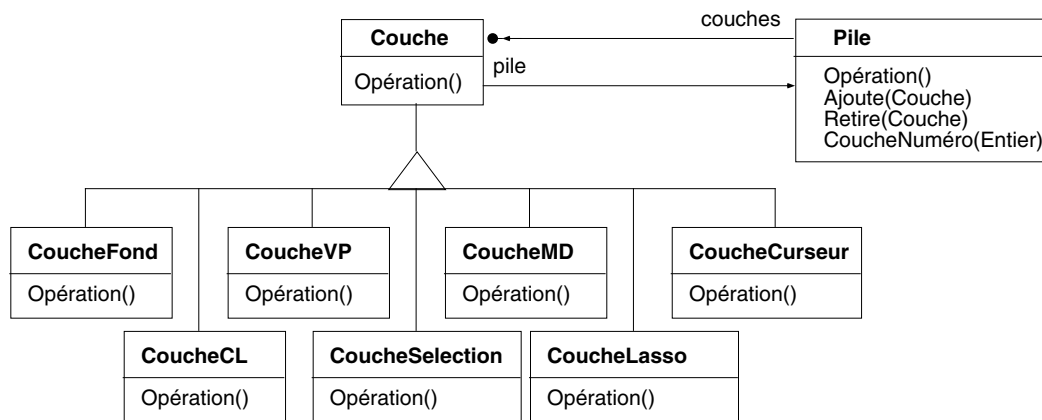 couches
Couche
Pile
pile
Opération()
Opération()
Ajoute(Couche)
Retire(Couche)
CoucheNuméro(Entier)
CoucheFond
CoucheVP
CoucheMD
CoucheCurseur
Opération()
Opération()
Opération()
Opération()
CoucheCL
CoucheSelection
CoucheLasso
Opération()
Opération()
Opération()